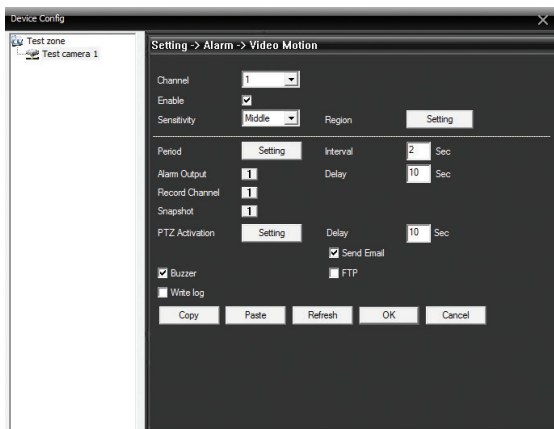 Device Config
Test zone
Test camera 1
Setting -> Alarm -> Video Motion
Channel 1
Enable
Sensitivity Middle Region Setting
Period Setting Interval 2 Sec
Alarm Output 1 Delay 10 Sec
Record Channel 1
Snapshot 1
PTZ Activation Setting Delay 10 Sec
Send Email
Buzzer FTP
Write log
Copy Paste Refresh OK Cancel